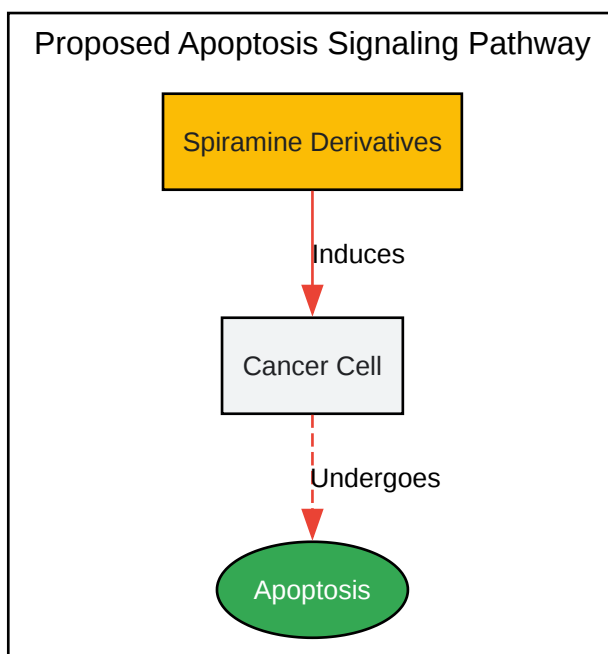 Proposed Apoptosis Signaling Pathway
Spiramine Derivatives
Induces
Cancer Cell
Undergoes
Apoptosis